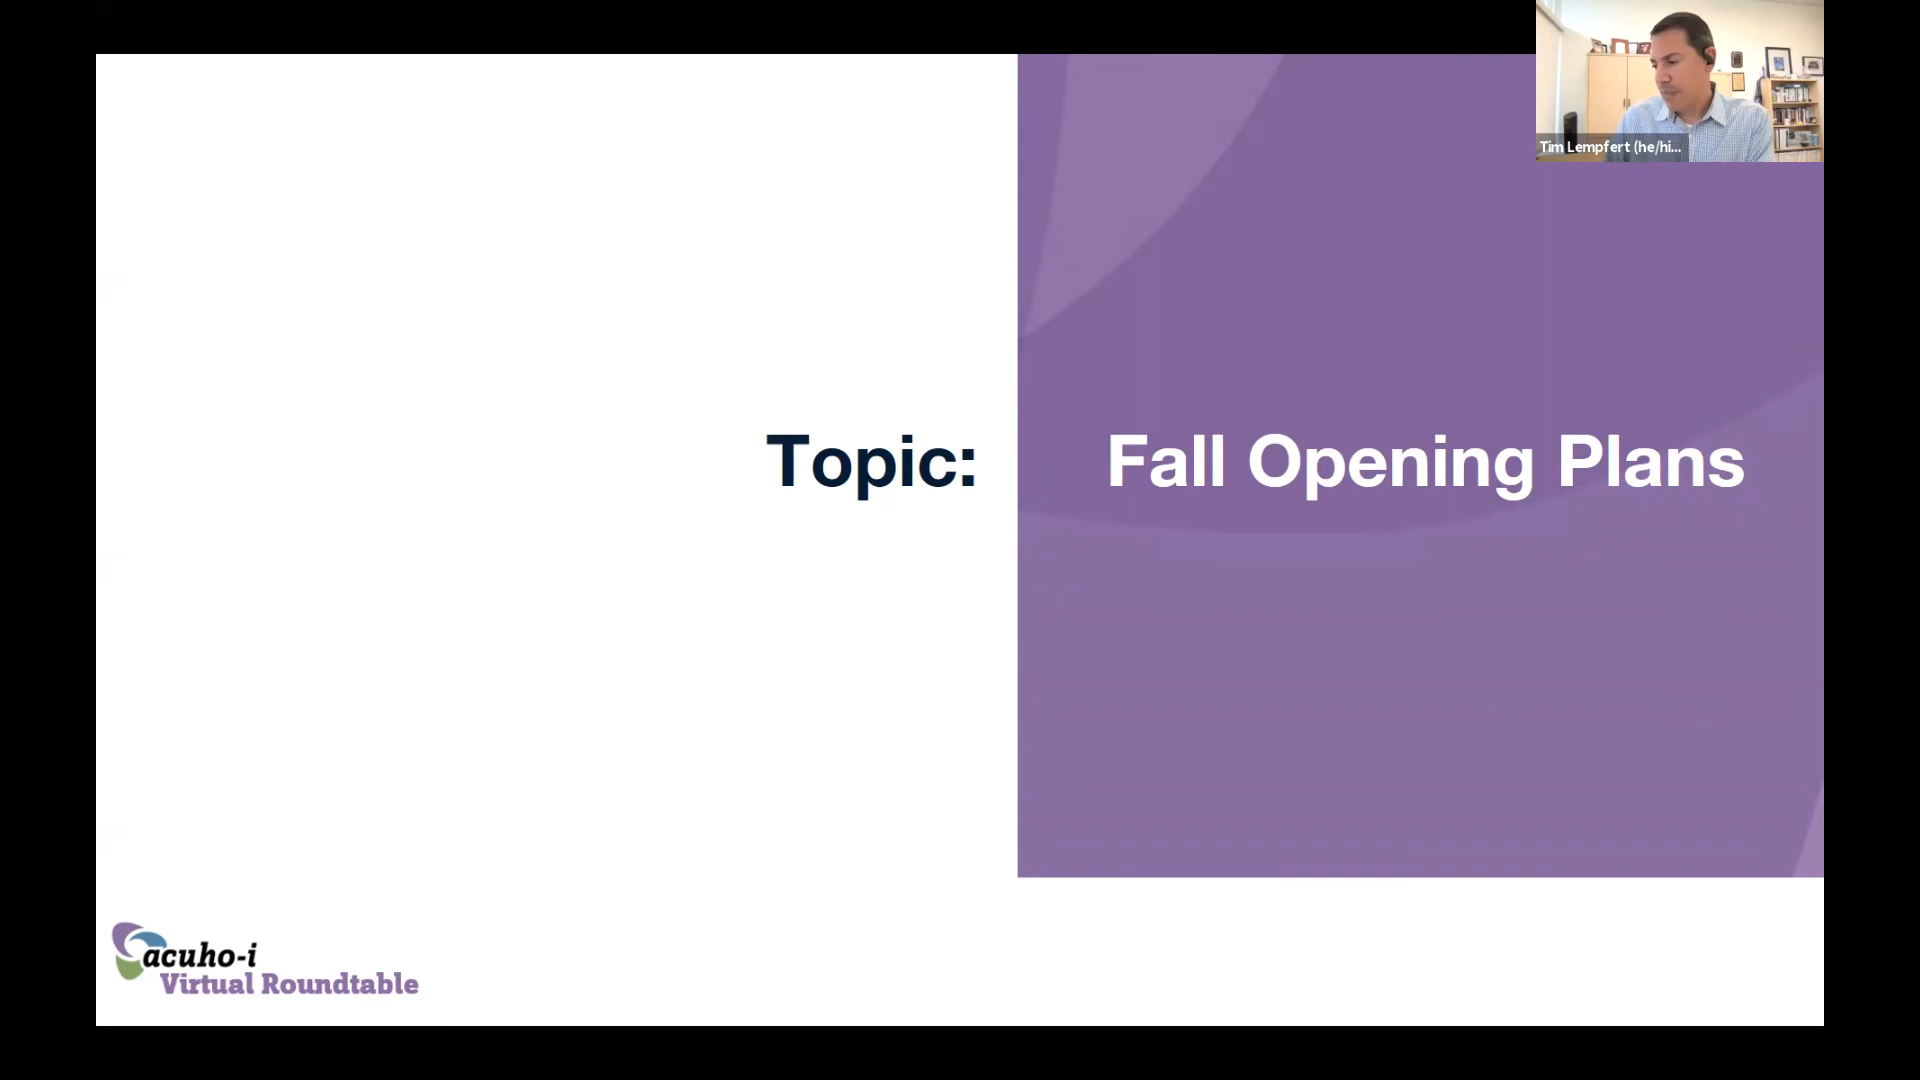 Tim Lempfert (he/hi...
Topic:
Fall Opening Plans
acuho-i
Virtual Roundtable